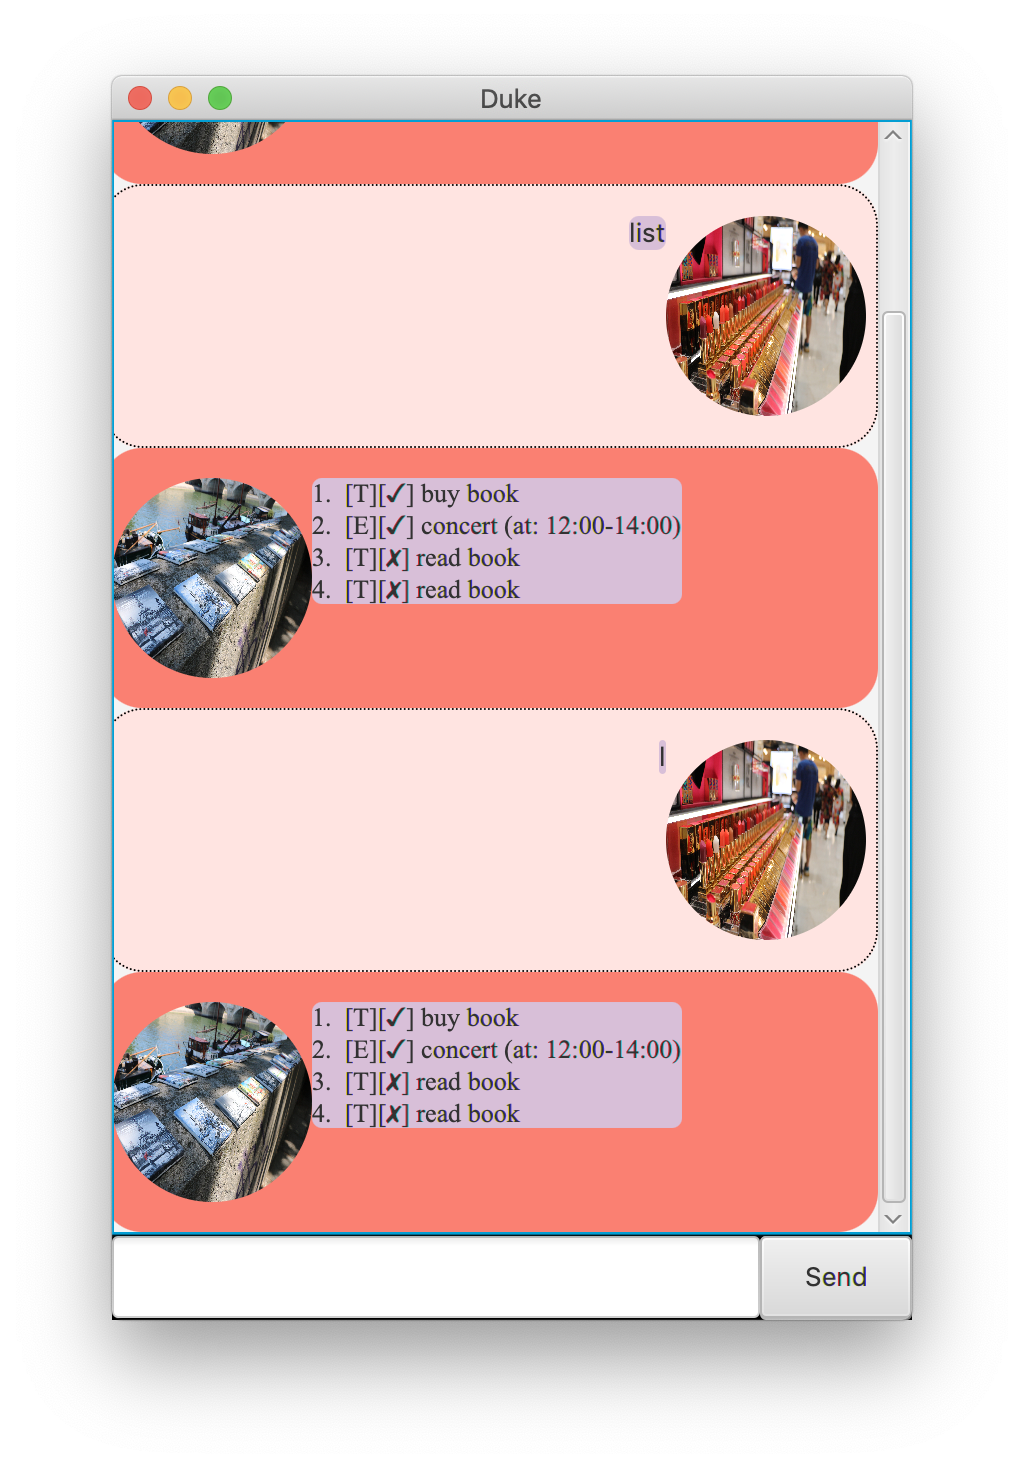 Duke
list
1. [T][✓] buy book
2. [E][✓] concert (at: 12:00-14:00)
3. [T][✗] read book
4. [T][✗] read book
l
1. [T][✓] buy book
2. [E][✓] concert (at: 12:00-14:00)
3. [T][✗] read book
4. [T][✗] read book
Send